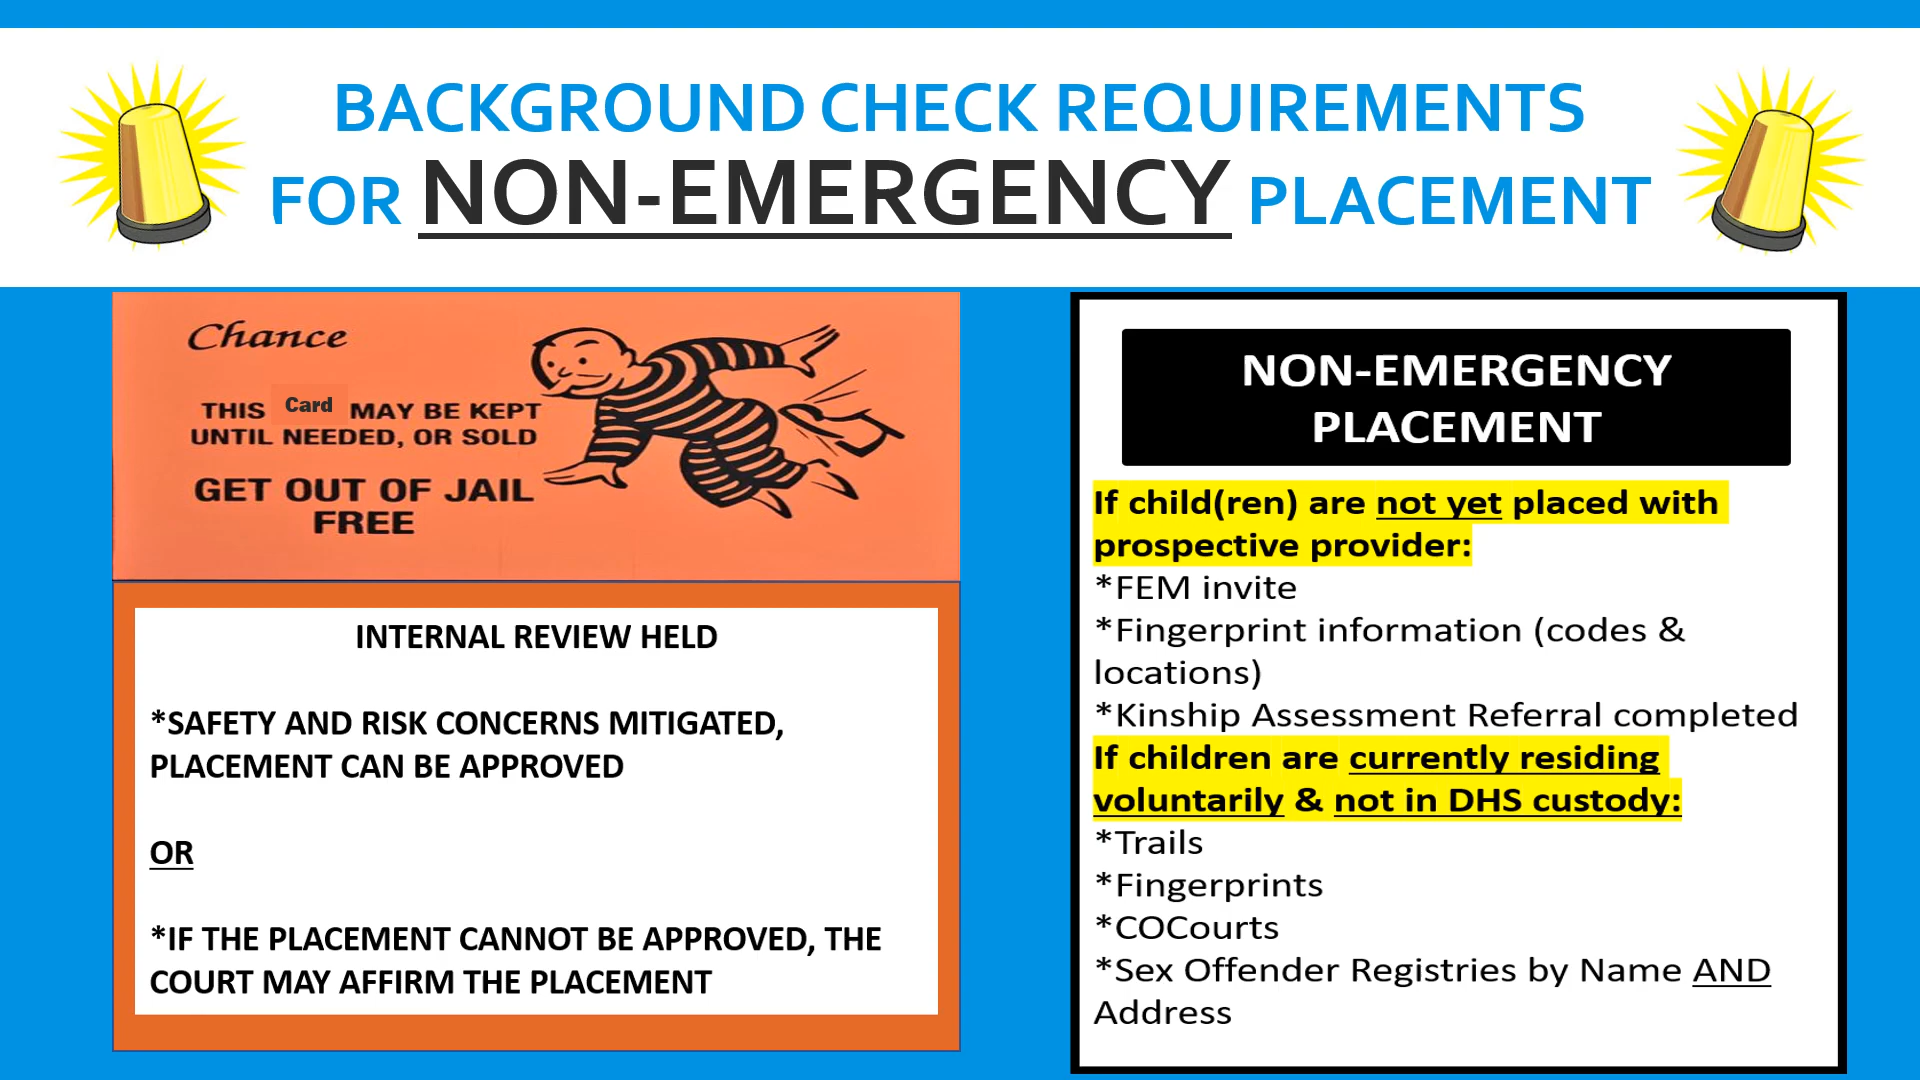 BACKGROUND CHECK REQUIREMENTS
FOR NON-EMERGENCY PLACEMENT
Chance
THIS Card MAY BE KEPT
UNTIL NEEDED, OR SOLD
GET OUT OF JAIL
FREE
INTERNAL REVIEW HELD
*SAFETY AND RISK CONCERNS MITIGATED,
PLACEMENT CAN BE APPROVED
OR
*IF THE PLACEMENT CANNOT BE APPROVED, THE
COURT MAY AFFIRM THE PLACEMENT
NON-EMERGENCY
PLACEMENT
If child(ren) are not yet placed with
prospective provider:
*FEM invite
*Fingerprint information (codes &
locations)
*Kinship Assessment Referral completed
If children are currently residing
voluntarily & not in DHS custody:
*Trails
*Fingerprints
*COCourts
*Sex Offender Registries by Name AND
Address